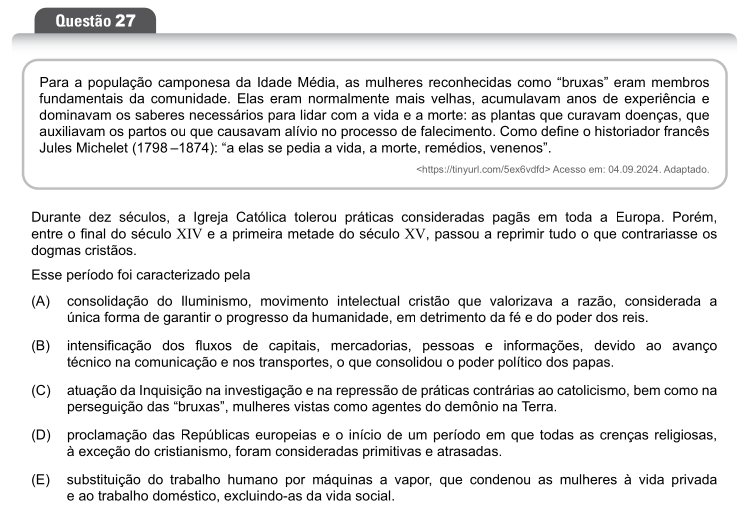 Questão 27
Para a população camponesa da Idade Média, as mulheres reconhecidas como “bruxas” eram membros
fundamentais da comunidade. Elas eram normalmente mais velhas, acumulavam anos de experiência e
dominavam os saberes necessários para lidar com a vida e a morte: as plantas que curavam doenças, que
auxiliavam os partos ou que causavam alívio no processo de falecimento. Como define o historiador francês
Jules Michelet (1798 –1874): “a elas se pedia a vida, a morte, remédios, venenos”.
<https://tinyurl.com/5ex6vdfd> Acesso em: 04.09.2024. Adaptado.
Durante dez séculos, a Igreja Católica tolerou práticas consideradas pagãs em toda a Europa. Porém,
entre o final do século XIV e a primeira metade do século XV, passou a reprimir tudo o que contrariasse os
dogmas cristãos.
Esse período foi caracterizado pela
(A) consolidação do Iluminismo, movimento intelectual cristão que valorizava a razão, considerada a
única forma de garantir o progresso da humanidade, em detrimento da fé e do poder dos reis.
(B) intensificação dos fluxos de capitais, mercadorias, pessoas e informações, devido ao avanço
técnico na comunicação e nos transportes, o que consolidou o poder político dos papas.
(C) atuação da Inquisição na investigação e na repressão de práticas contrárias ao catolicismo, bem como na
perseguição das “bruxas”, mulheres vistas como agentes do demônio na Terra.
(D) proclamação das Repúblicas europeias e o início de um período em que todas as crenças religiosas,
à exceção do cristianismo, foram consideradas primitivas e atrasadas.
(E) substituição do trabalho humano por máquinas a vapor, que condenou as mulheres à vida privada
e ao trabalho doméstico, excluindo-as da vida social.